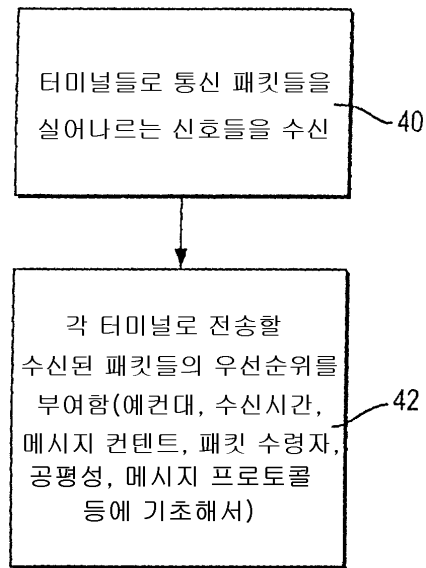 터미널들로 통신 패킷들을
실어나르는 신호들을 수신
40
각 터미널로 전송할
수신된 패킷들의 우선순위를
부여함(예컨대, 수신시간,
42
메시지 컨텐트, 패킷 수령자,
공평성, 메시지 프로토콜
등에 기초해서)